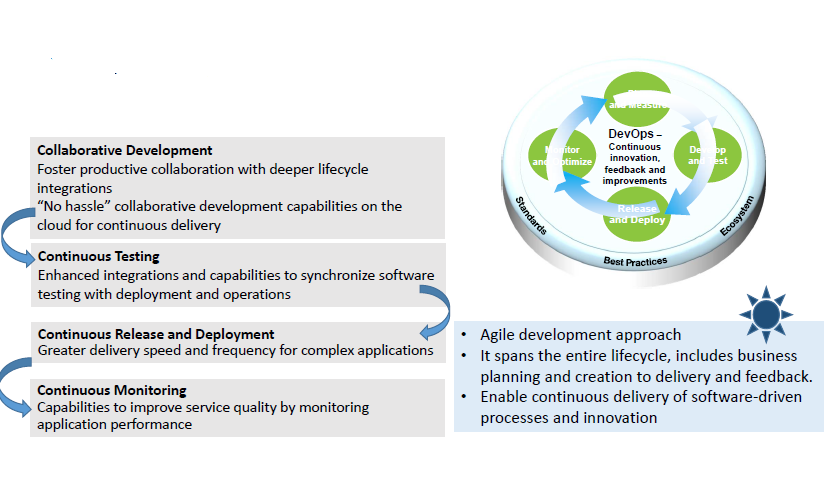 Collaborative Development
Foster productive collaboration with deeper lifecycle
integrations
“No hassle” collaborative development capabilities on the
cloud for continuous delivery
Continuous Testing
Enhanced integrations and capabilities to synchronize software
testing with deployment and operations
Continuous Release and Deployment
Greater delivery speed and frequency for complex applications
Continuous Monitoring
Capabilities to improve service quality by monitoring
application performance
and Measure
DevOps –
Continuous
innovation,
feedback and
improvements
Monitor
and Optimize
Develop
and Test
Release
and Deploy
Standards
Best Practices
Ecosystem
• Agile development approach
• It spans the entire lifecycle, includes business
planning and creation to delivery and feedback.
• Enable continuous delivery of software-driven
processes and innovation